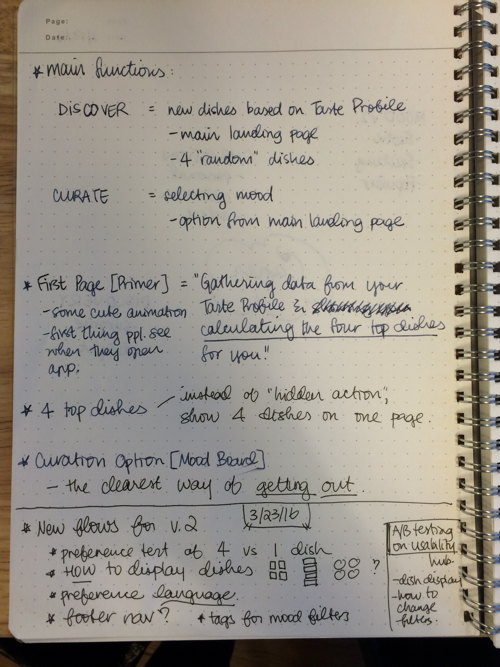 Page:
Date:
* main functions:
DISCOVER = new dishes based on Taste Profile
- main landing page
- 4 "random" dishes
CURATE = selecting mood
- option from main landing page
* First Page [Primer] = "Gathering data from your
- some cute animation Taste Profile &
- first thing ppl. see calculating the four top dishes
when they open for you."
app.
* 4 top dishes — instead of "hidden action",
show 4 dishes on one page.
* Curation Option [Mood Board]
- the clearest way of getting out.
3/23/16
* New flows for v.2
* preference test of 4 vs 1 dish
* HOW to display dishes ?
* preference language.
* footer nav? * tags for mood filters
A/B testing
on usability
hub.
- dish display
- how to
change
filters.